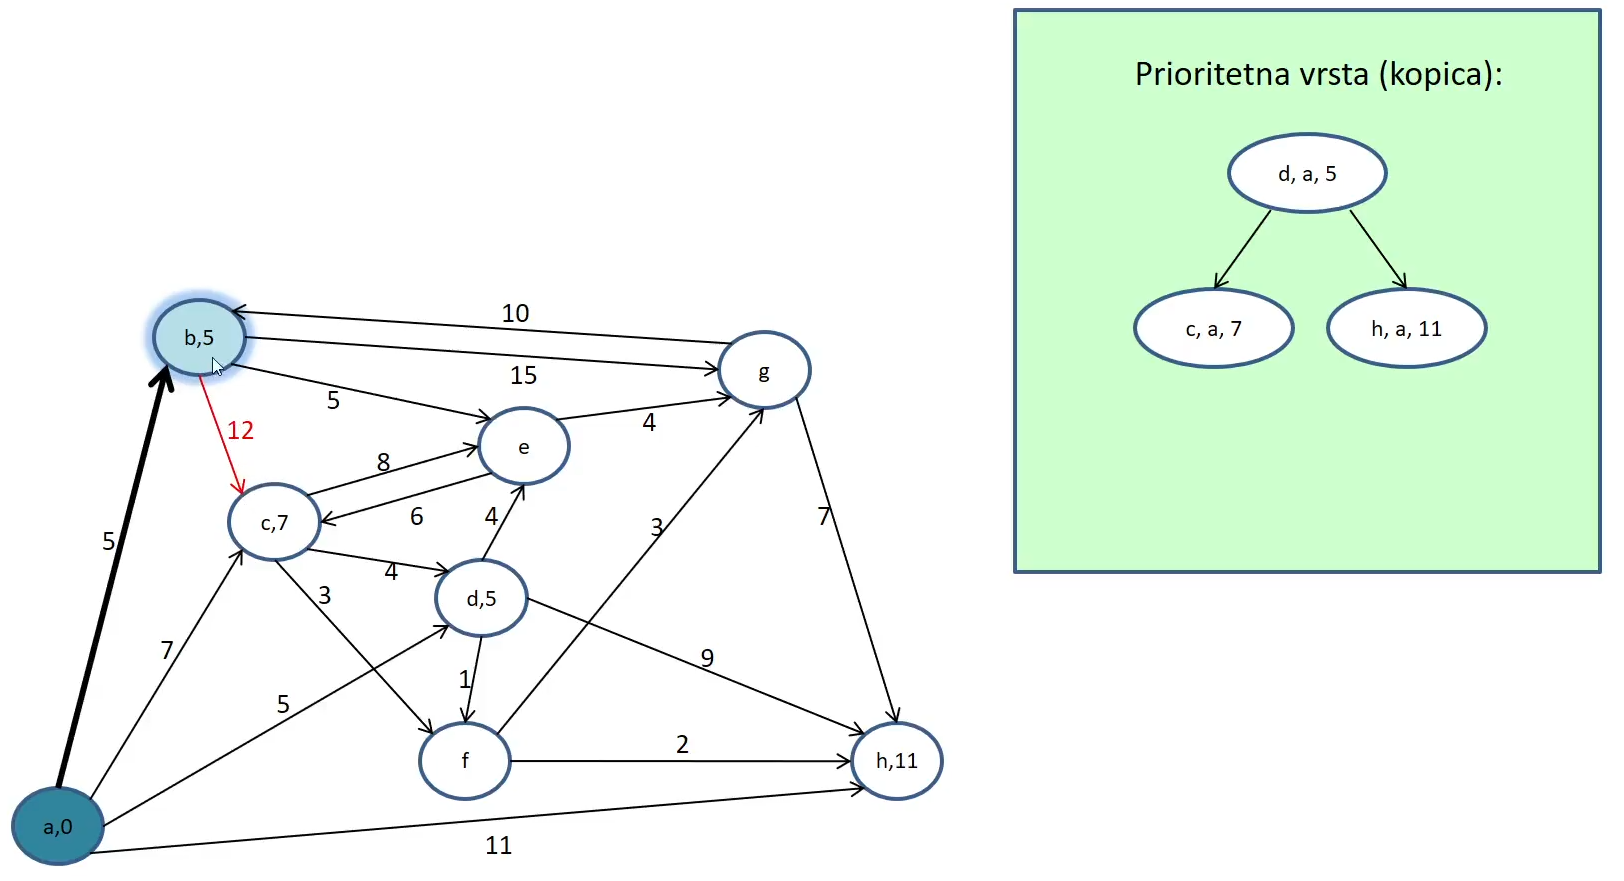 Prioritetna vrsta (kopica):
d, a, 5
c, a, 7
h, a, 11
10
b,5
15
g
5
12
4
e
8
6
4
c,7
3
7
5
4
3
d,5
7
9
1
5
2
f
h,11
a,0
11